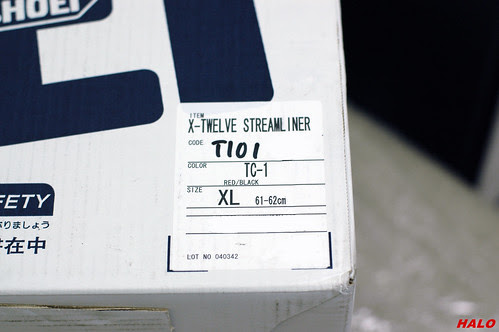 SHOEI
ITEM
X-TWELVE STREAMLINER
CODE T101
COLOR TC-1
RED/BLACK
SIZE XL 61-62cm
LOT NO 040342
FETY
ぶりましょう
在中
HALO